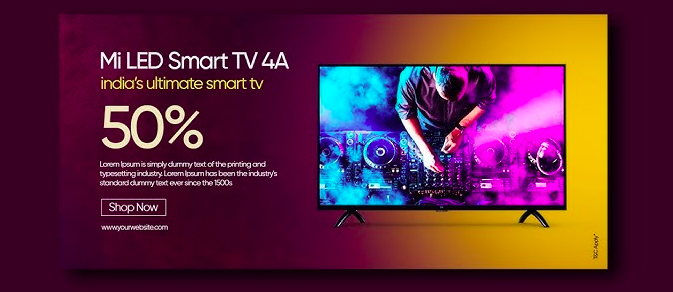 Mi LED Smart TV 4A
india's ultimate smart tv
50%
Lorem Ipsum is simply dummy text of the printing and
typesetting industry. Lorem Ipsum has been the industry's
standard dummy text ever since the 1500s
Shop Now
www.yourwebsite.com
T&C Apply*